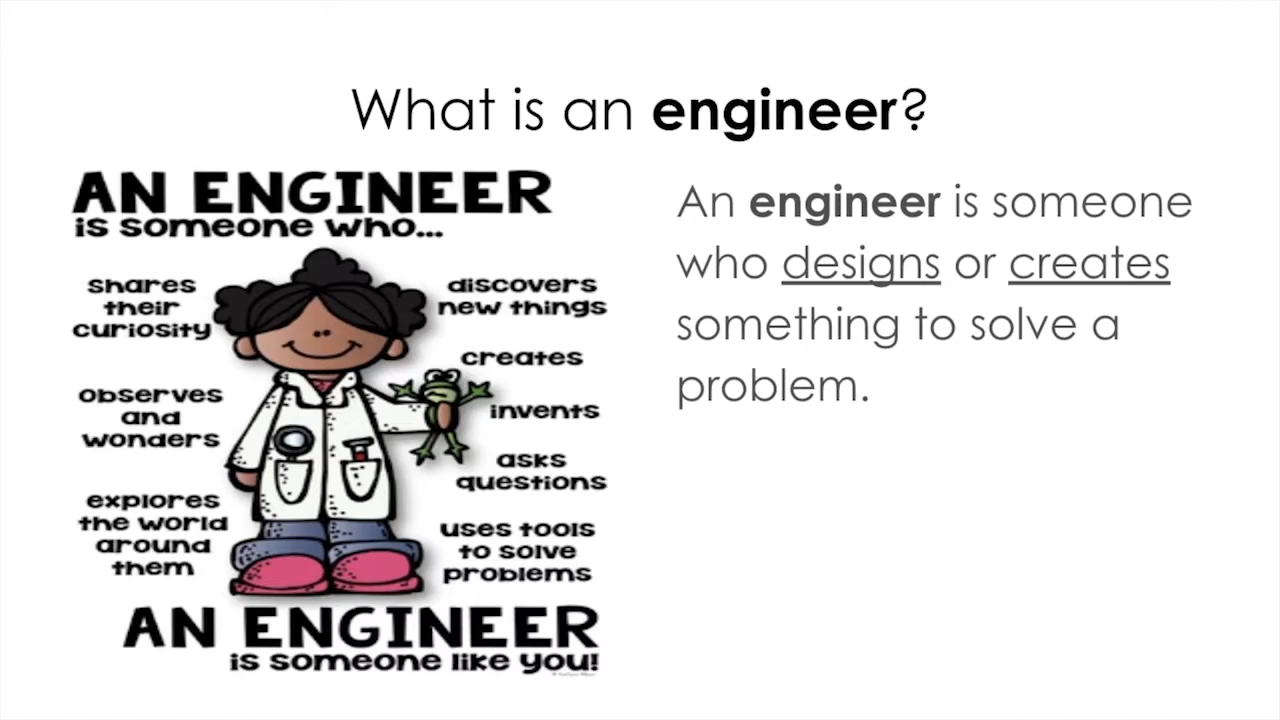 What is an engineer?
AN ENGINEER
is someone who...
shares
their
curiosity
observes
and
wonders
explores
the world
around
them
discovers
new things
creates
invents
asks
questions
uses tools
to solve
problems
AN ENGINEER
is someone like you!
An engineer is someone
who designs or creates
something to solve a
problem.